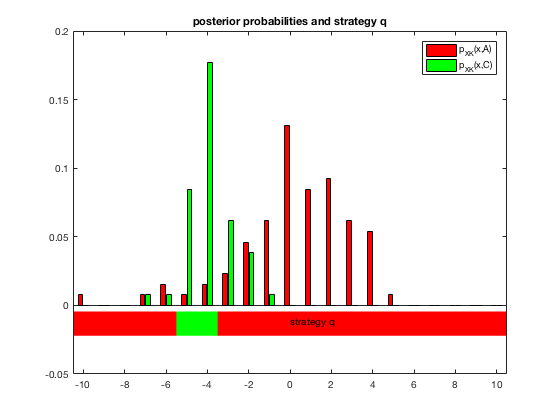 posterior probabilities and strategy q
0.2
p_XK(x,A)
p_XK(x,C)
0.15
0.1
0.05
0
strategy q
-0.05
-10 -8 -6 -4 -2 0 2 4 6 8 10